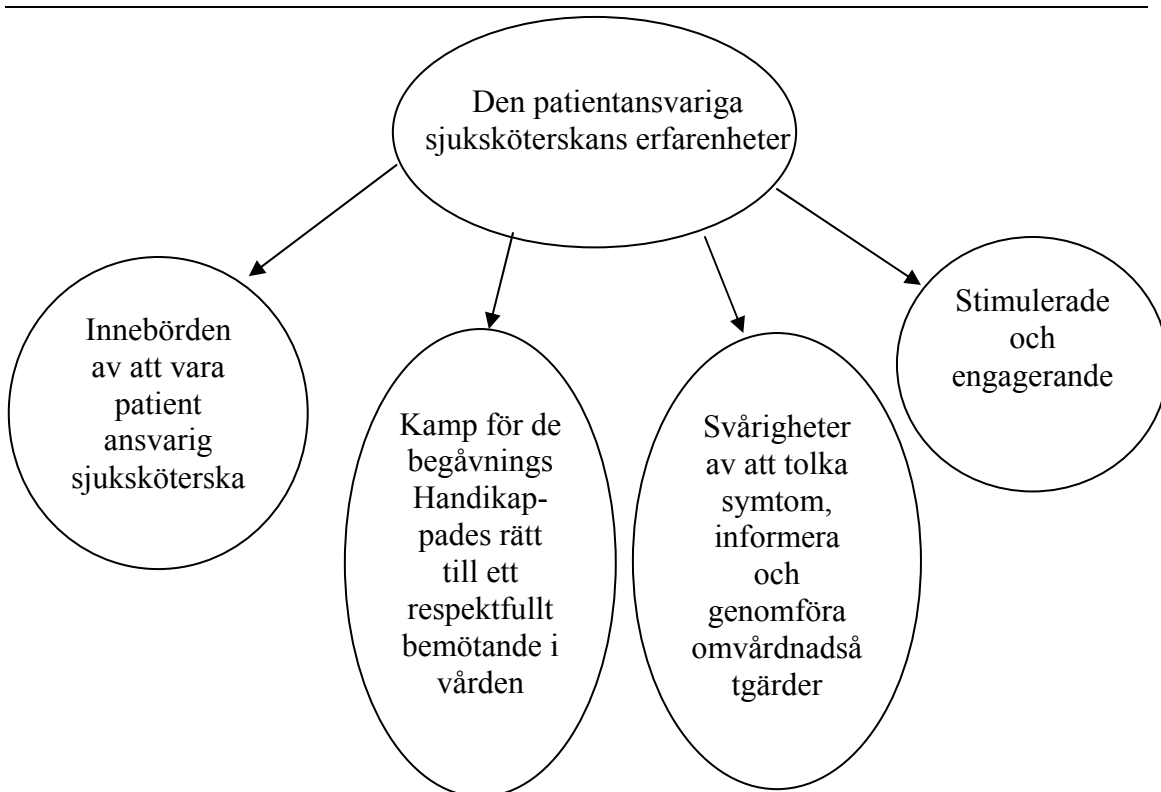 Den patientansvariga
sjuksköterskans erfarenheter
Innebörden
av att vara
patient
ansvarig
sjuksköterska
Kamp för de
begåvnings
Handikap-
pades rätt
till ett
respektfullt
bemötande i
vården
Svårigheter
av att tolka
symtom,
informera
och
genomföra
omvårdnadså
tgärder
Stimulerade
och
engagerande